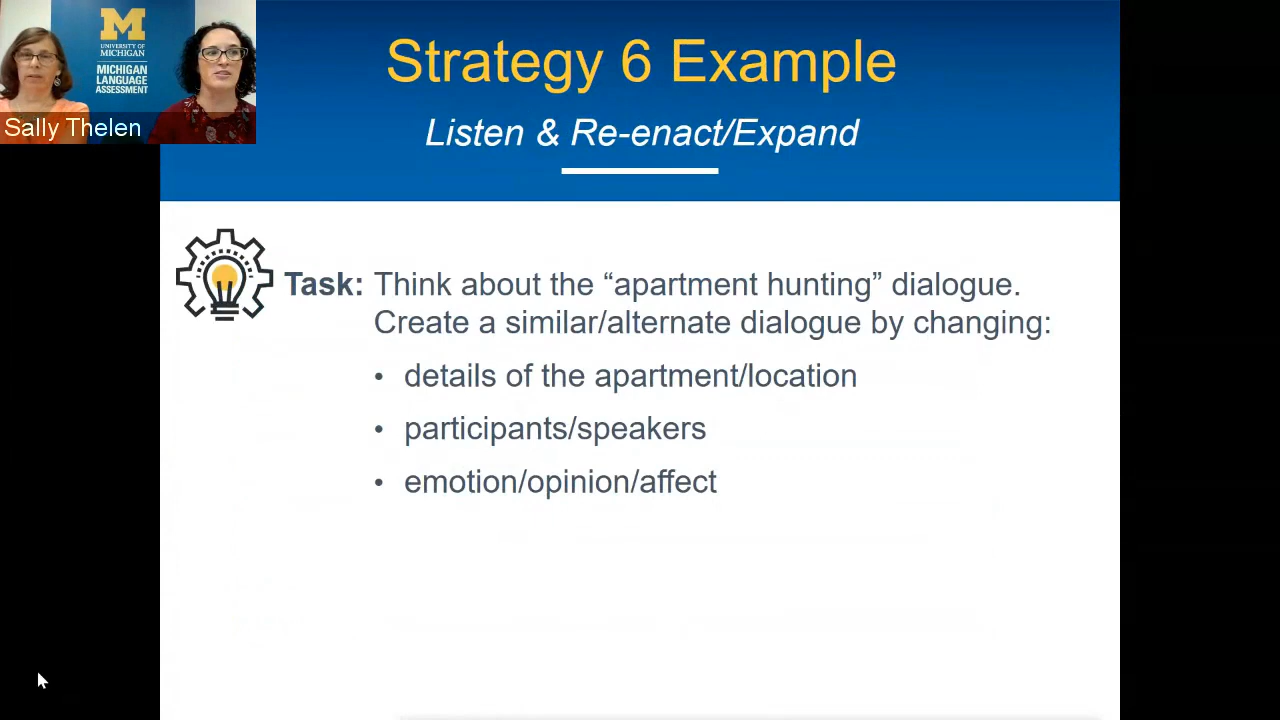 M
UNIVERSITY OF
MICHIGAN
MICHIGAN
LANGUAGE
ASSESSMENT
Sally Thelen
Strategy 6 Example
Listen & Re-enact/Expand
Task: Think about the “apartment hunting” dialogue.
Create a similar/alternate dialogue by changing:
• details of the apartment/location
• participants/speakers
• emotion/opinion/affect